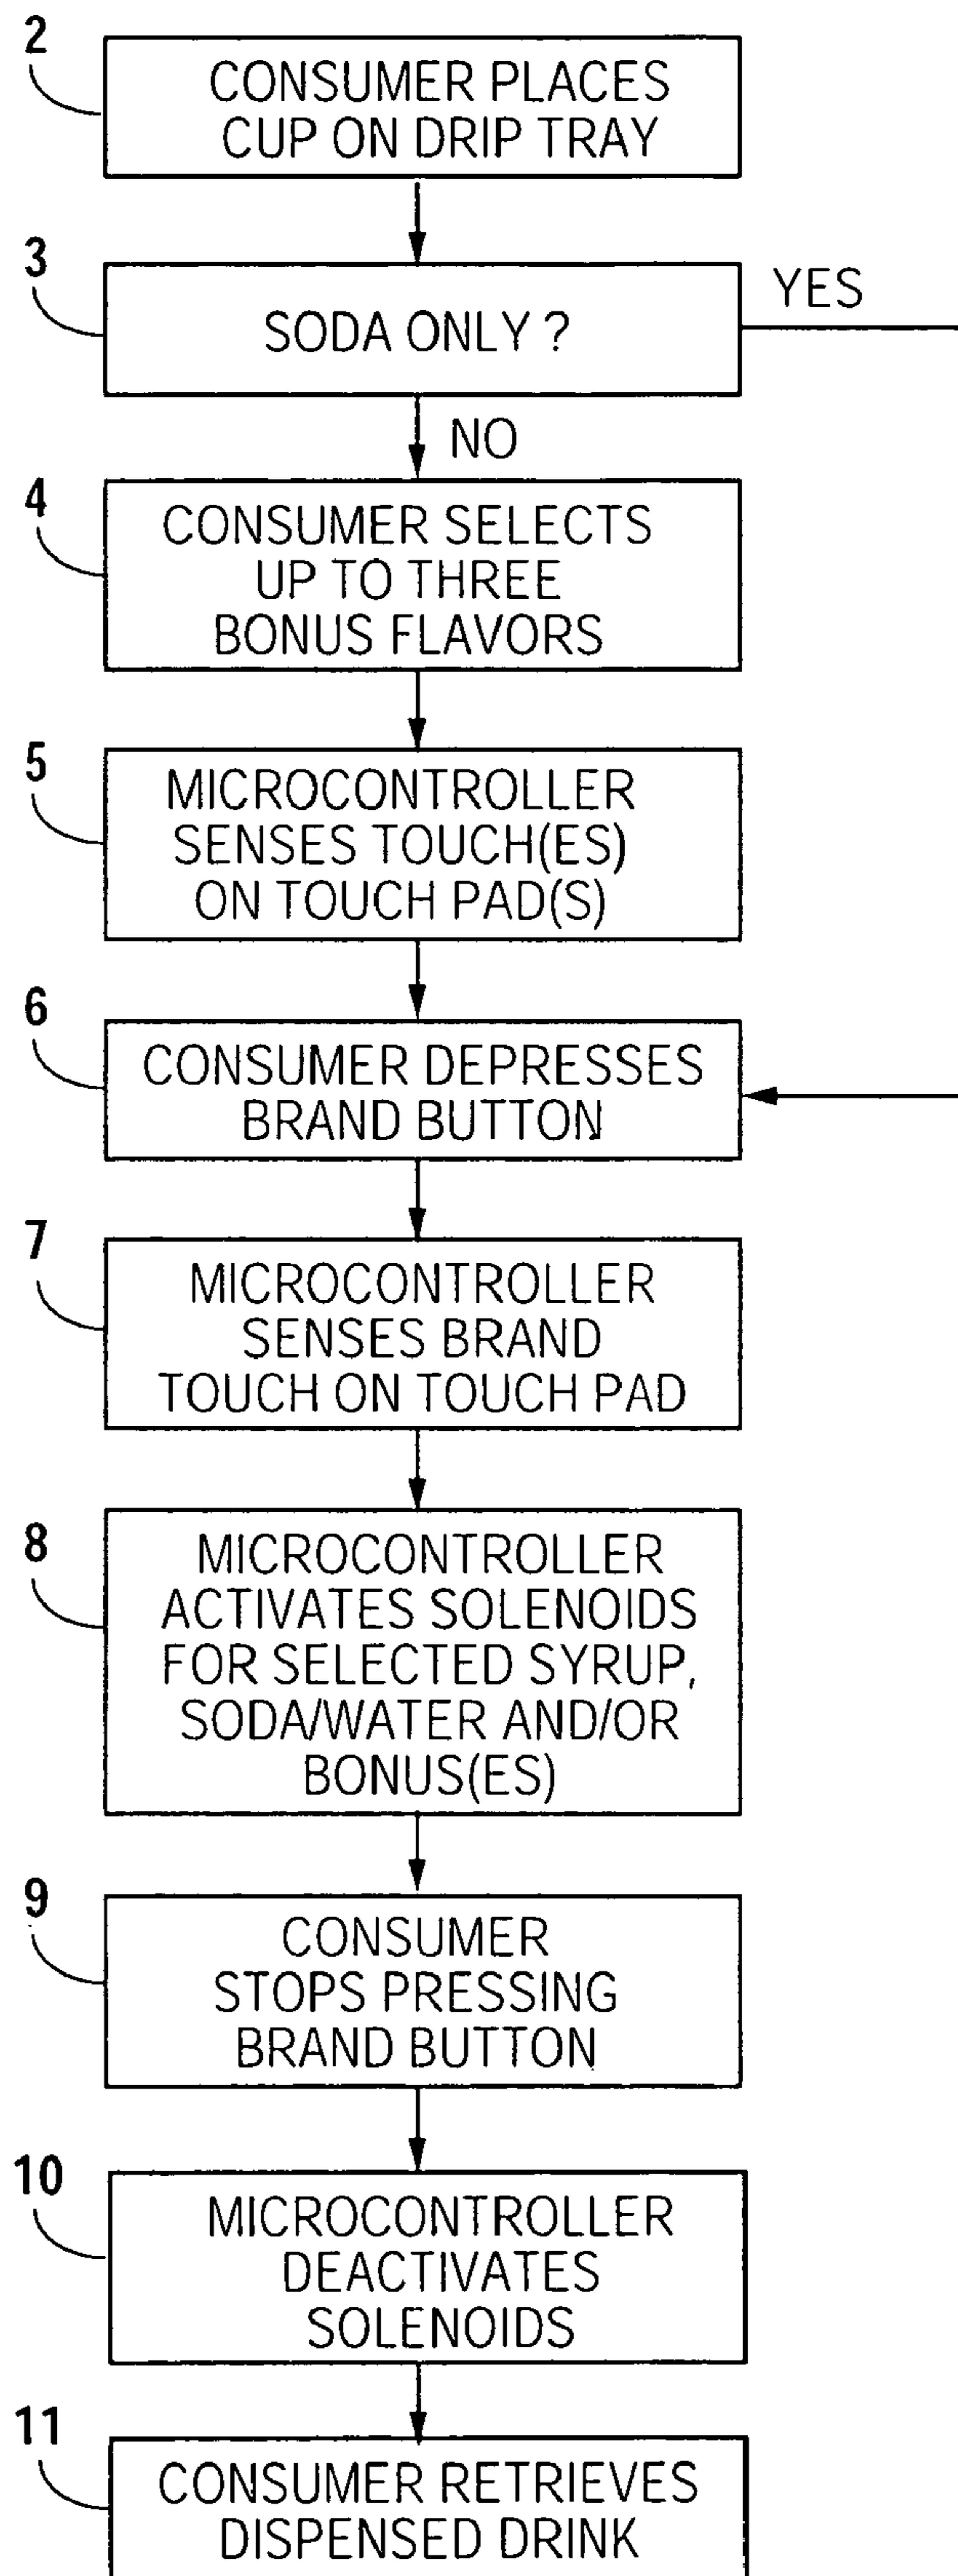 2
CONSUMER PLACES
CUP ON DRIP TRAY
3
SODA ONLY ?
YES
NO
4
CONSUMER SELECTS
UP TO THREE
BONUS FLAVORS
5
MICROCONTROLLER
SENSES TOUCH(ES)
ON TOUCH PAD(S)
6
CONSUMER DEPRESSES
BRAND BUTTON
7
MICROCONTROLLER
SENSES BRAND
TOUCH ON TOUCH PAD
8
MICROCONTROLLER
ACTIVATES SOLENOIDS
FOR SELECTED SYRUP,
SODA/WATER AND/OR
BONUS(ES)
9
CONSUMER
STOPS PRESSING
BRAND BUTTON
10
MICROCONTROLLER
DEACTIVATES
SOLENOIDS
11
CONSUMER RETRIEVES
DISPENSED DRINK